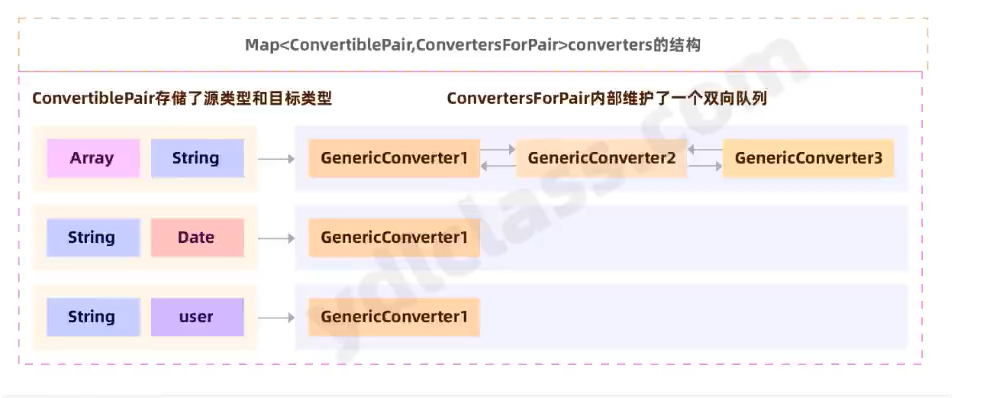 Map<ConvertiblePair,ConvertersForPair>converters的结构
ConvertiblePair存储了源类型和目标类型 ConvertersForPair内部维护了一个双向队列
Array String GenericConverter1 GenericConverter2 GenericConverter3
String Date GenericConverter1
String user GenericConverter1
ydlclass.com